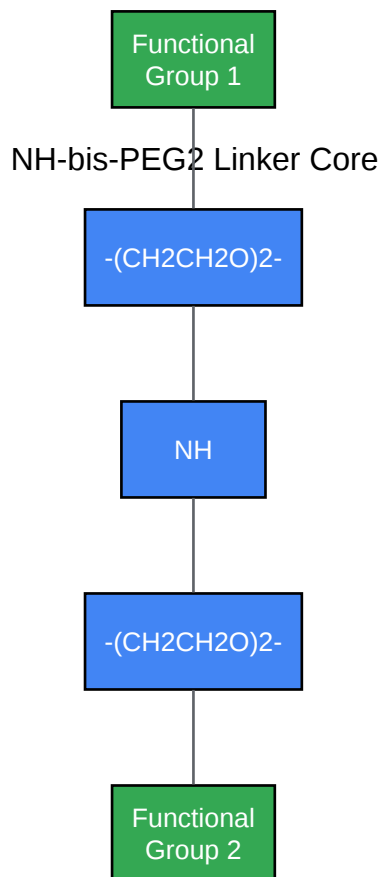 Functional
Group 1
NH-bis-PEG2 Linker Core
-(CH2CH2O)2-
NH
-(CH2CH2O)2-
Functional
Group 2